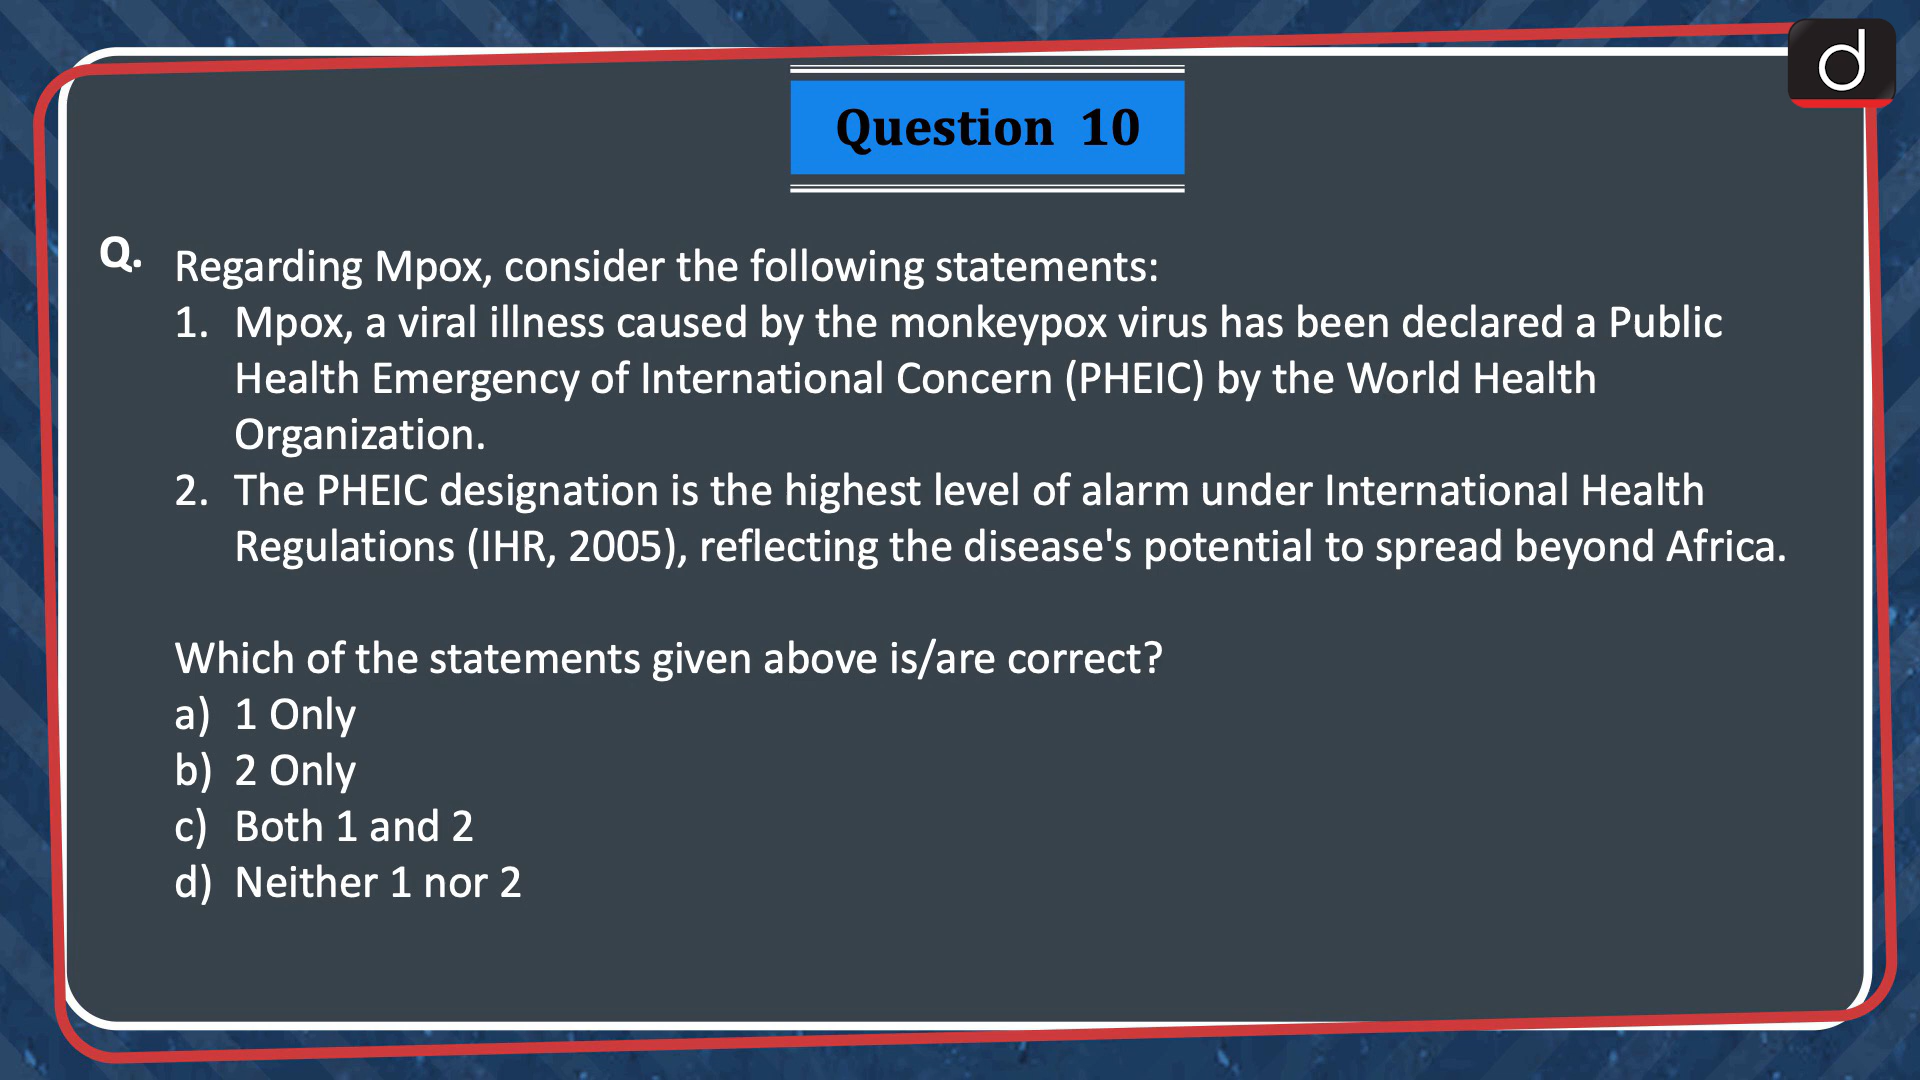 d
Question 10
Q. Regarding Mpox, consider the following statements:
1. Mpox, a viral illness caused by the monkeypox virus has been declared a Public
Health Emergency of International Concern (PHEIC) by the World Health
Organization.
2. The PHEIC designation is the highest level of alarm under International Health
Regulations (IHR, 2005), reflecting the disease's potential to spread beyond Africa.
Which of the statements given above is/are correct?
a) 1 Only
b) 2 Only
c) Both 1 and 2
d) Neither 1 nor 2